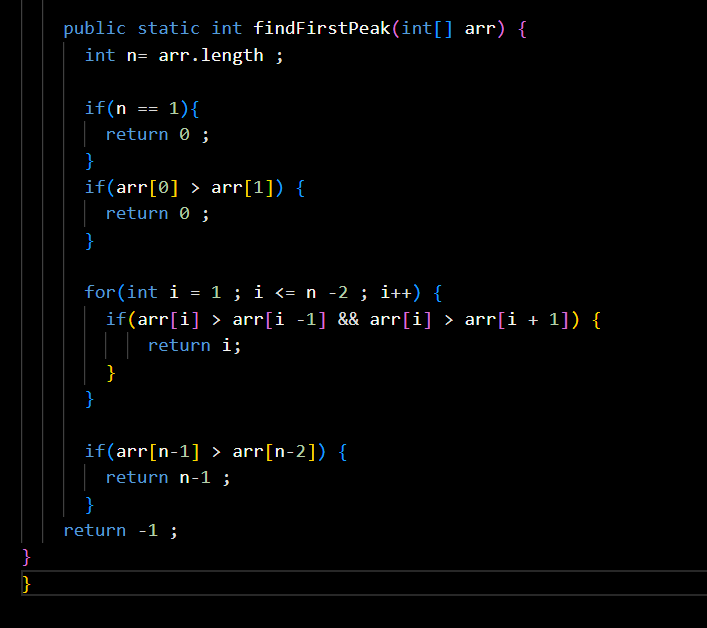 public static int findFirstPeak(int[] arr) {
int n= arr.length ;
if(n == 1){
return 0 ;
}
if(arr[0] > arr[1]) {
return 0 ;
}
for(int i = 1 ; i <= n -2 ; i++) {
if(arr[i] > arr[i -1] && arr[i] > arr[i + 1]) {
return i;
}
}
if(arr[n-1] > arr[n-2]) {
return n-1 ;
}
return -1 ;
}
}